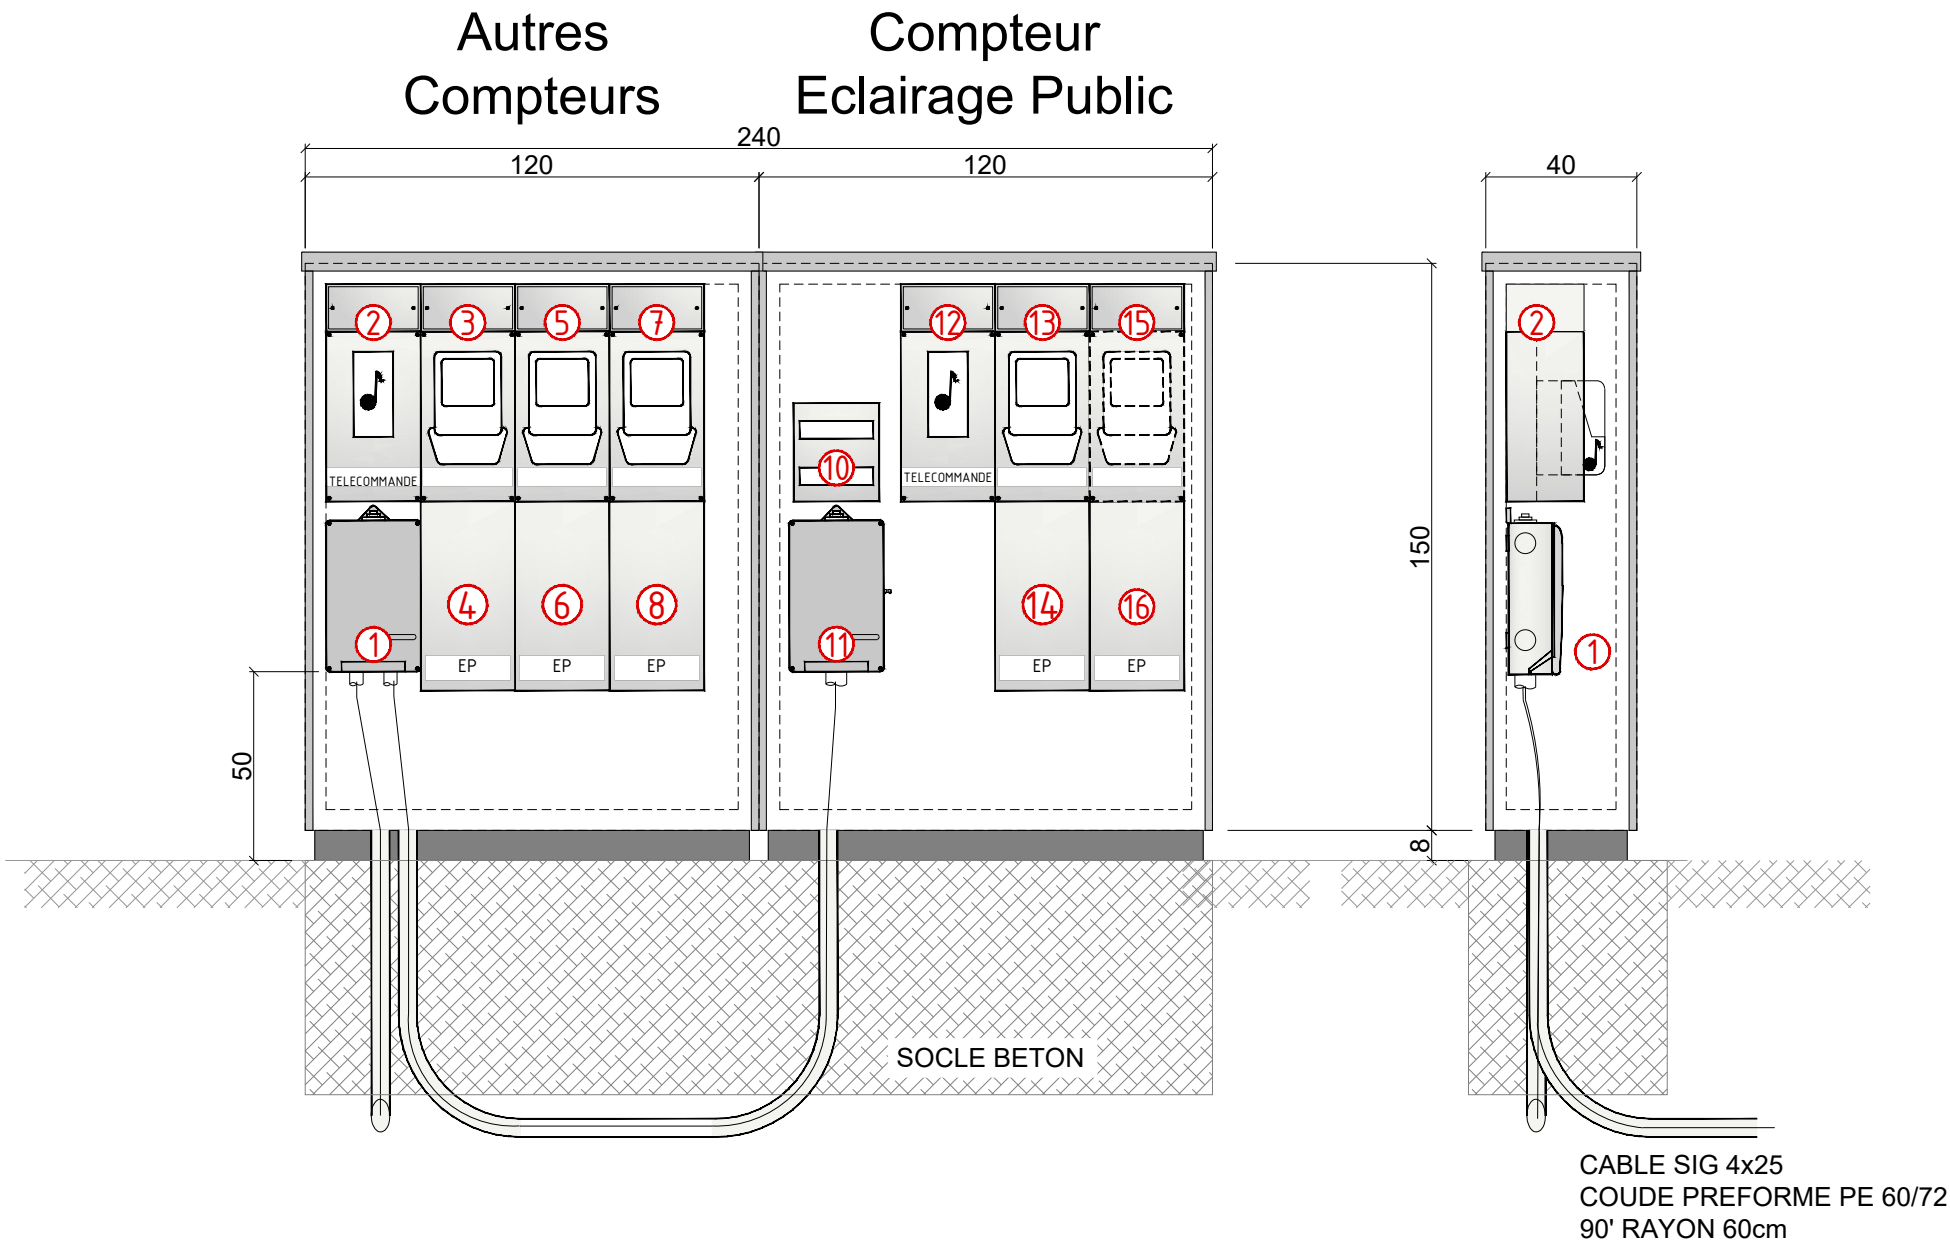 Autres
Compteurs
Compteur
Eclairage Public
240
120
120
40
2
3
5
7
12
13
15
2
TELECOMMANDE
10
TELECOMMANDE
150
4
6
8
14
16
1
11
1
EP
EP
EP
EP
EP
50
8
SOCLE BETON
CABLE SIG 4x25
COUDE PREFORME PE 60/72
90' RAYON 60cm